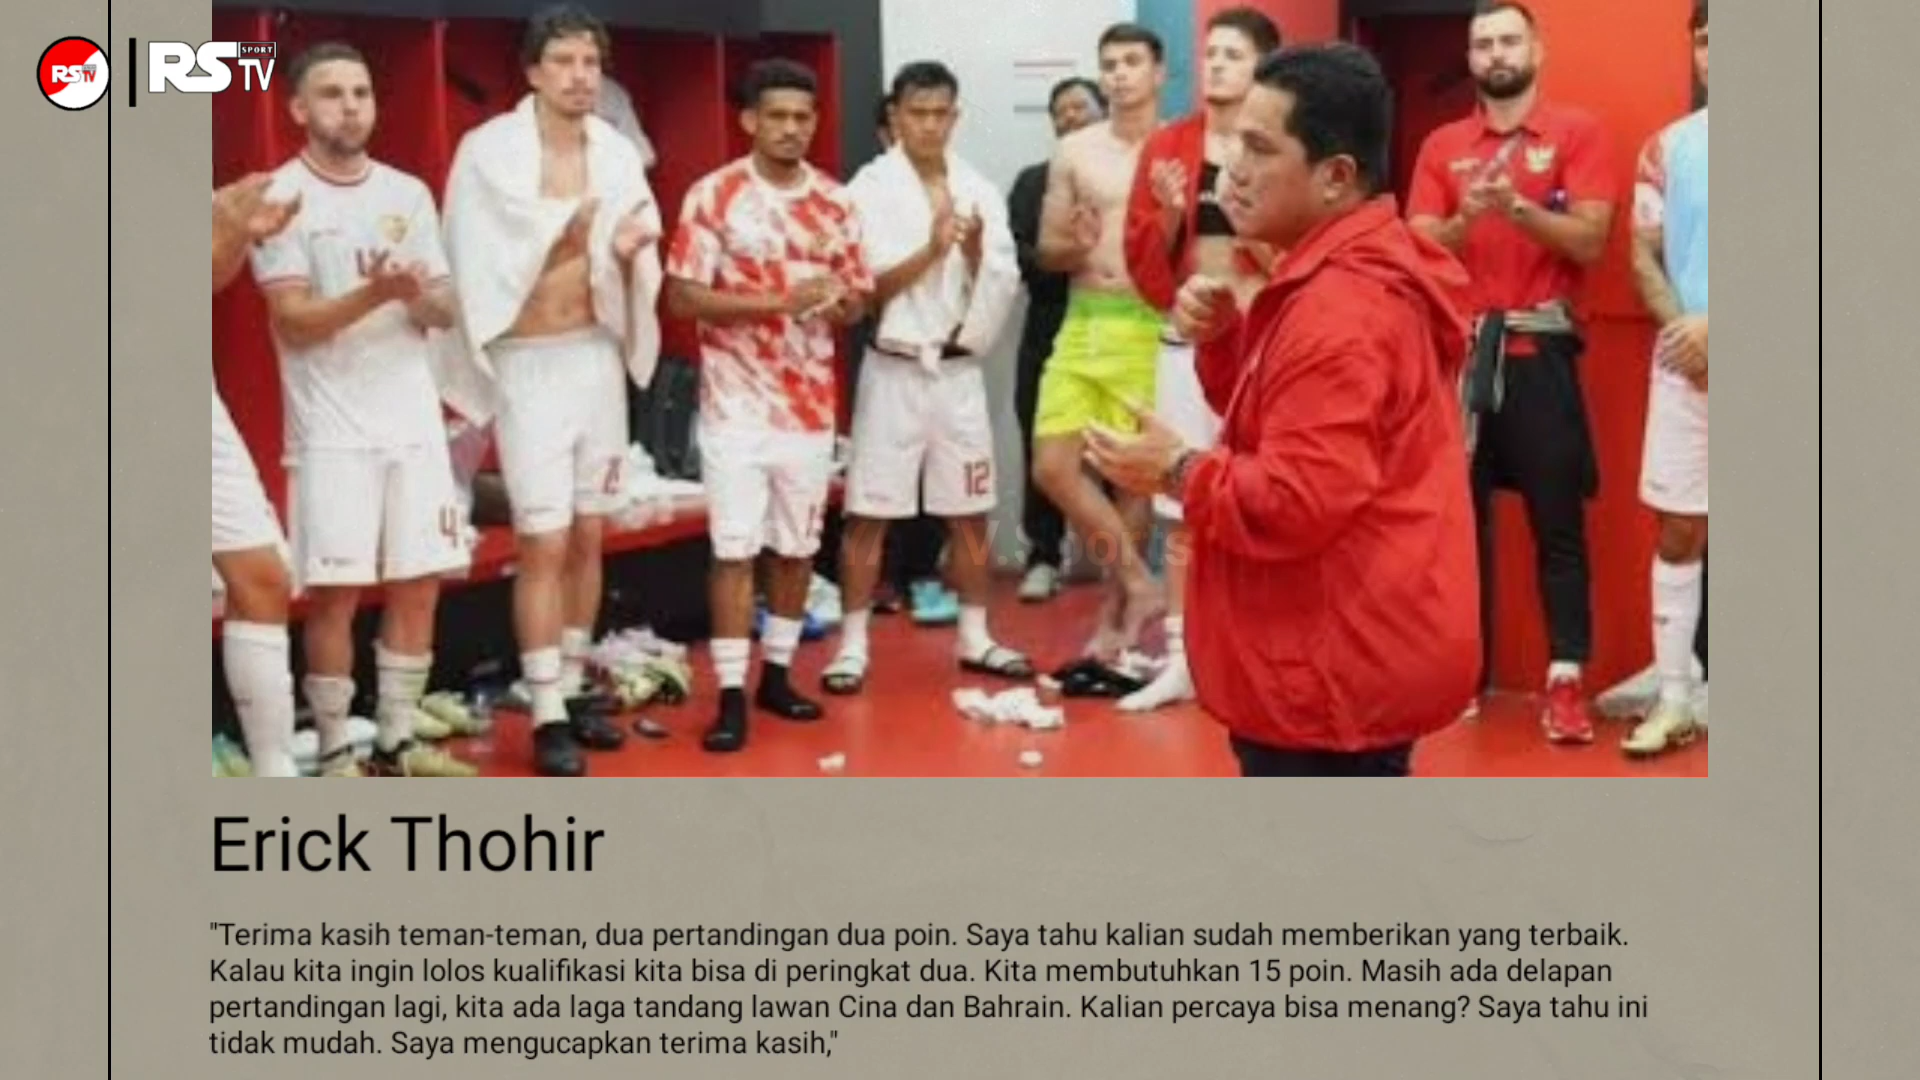 RS TV
RS TV SPORT
12
V.Sports
Erick Thohir
"Terima kasih teman-teman, dua pertandingan dua poin. Saya tahu kalian sudah memberikan yang terbaik.
Kalau kita ingin lolos kualifikasi kita bisa di peringkat dua. Kita membutuhkan 15 poin. Masih ada delapan
pertandingan lagi, kita ada laga tandang lawan Cina dan Bahrain. Kalian percaya bisa menang? Saya tahu ini
tidak mudah. Saya mengucapkan terima kasih,"